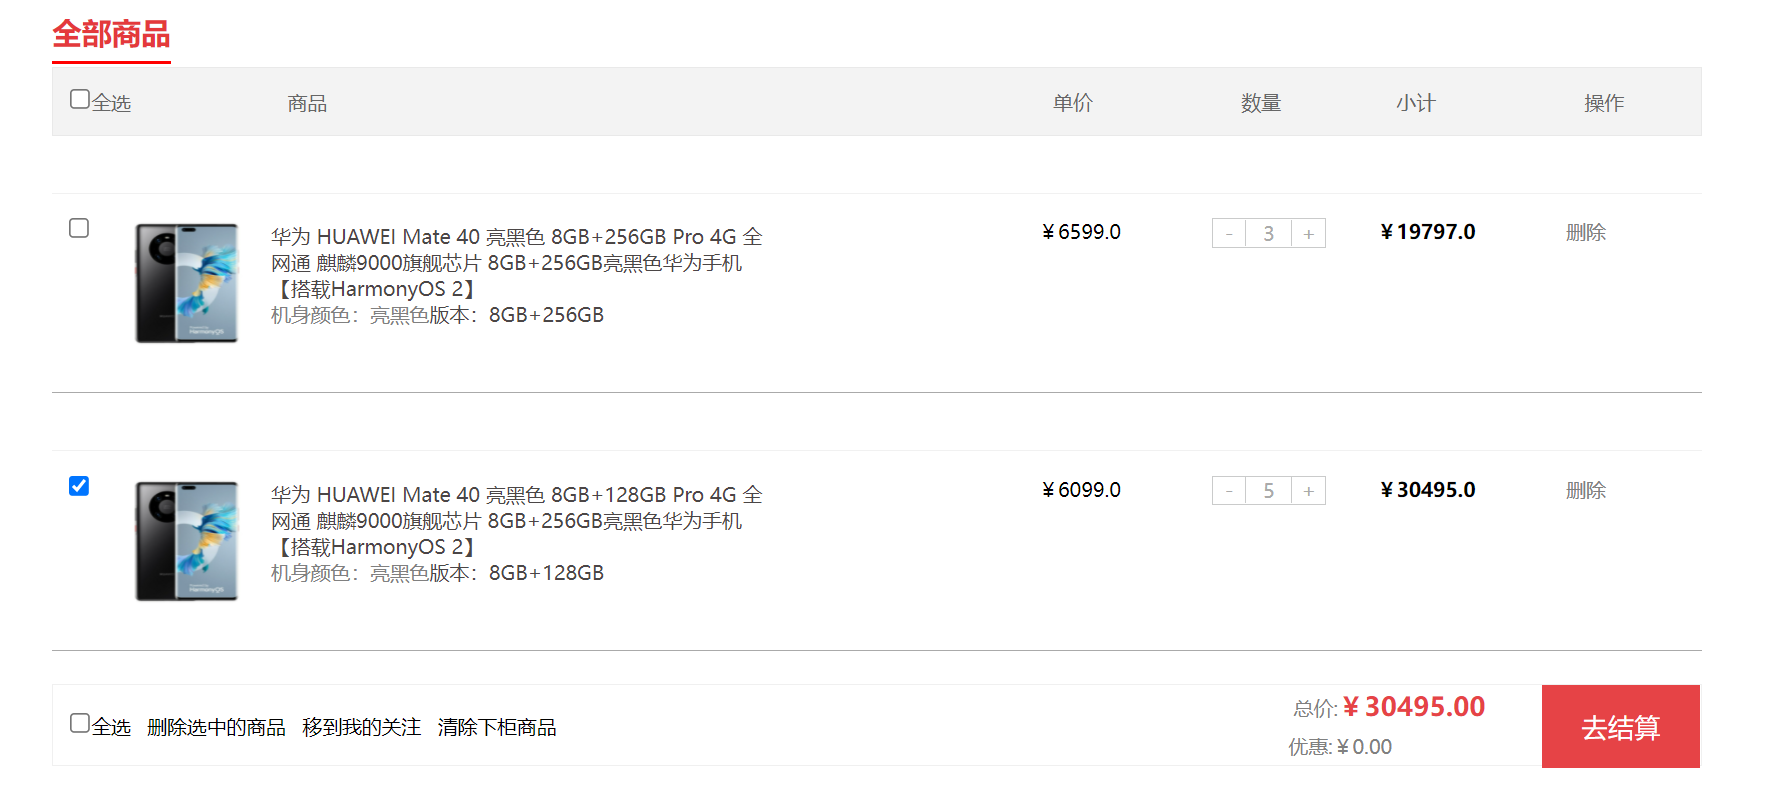 全部商品
全选 商品 单价 数量 小计 操作
华为 HUAWEI Mate 40 亮黑色 8GB+256GB Pro 4G 全 ¥6599.0 - 3 + ¥19797.0 删除
网通 麒麟9000旗舰芯片 8GB+256GB亮黑色华为手机
【搭载HarmonyOS 2】
机身颜色：亮黑色版本：8GB+256GB
华为 HUAWEI Mate 40 亮黑色 8GB+128GB Pro 4G 全 ¥6099.0 - 5 + ¥30495.0 删除
网通 麒麟9000旗舰芯片 8GB+256GB亮黑色华为手机
【搭载HarmonyOS 2】
机身颜色：亮黑色版本：8GB+128GB
全选 删除选中的商品 移到我的关注 清除下柜商品 总价:¥30495.00 去结算
优惠:¥0.00